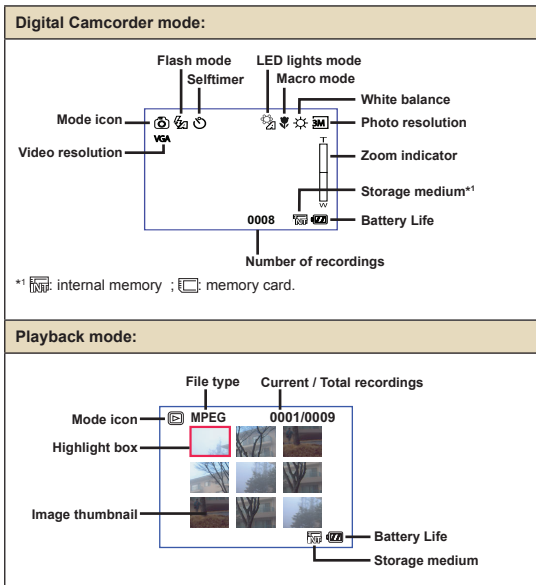 Digital Camcorder mode:
Flash mode LED lights mode
Selftimer Macro mode
White balance
Mode icon 3M Photo resolution
VGA T
Video resolution Zoom indicator
Storage medium*1
W
0008 INT Battery Life
Number of recordings
*1 INT: internal memory ; : memory card.
Playback mode:
File type Current / Total recordings
Mode icon MPEG 0001/0009
Highlight box
Image thumbnail
INT Battery Life
Storage medium